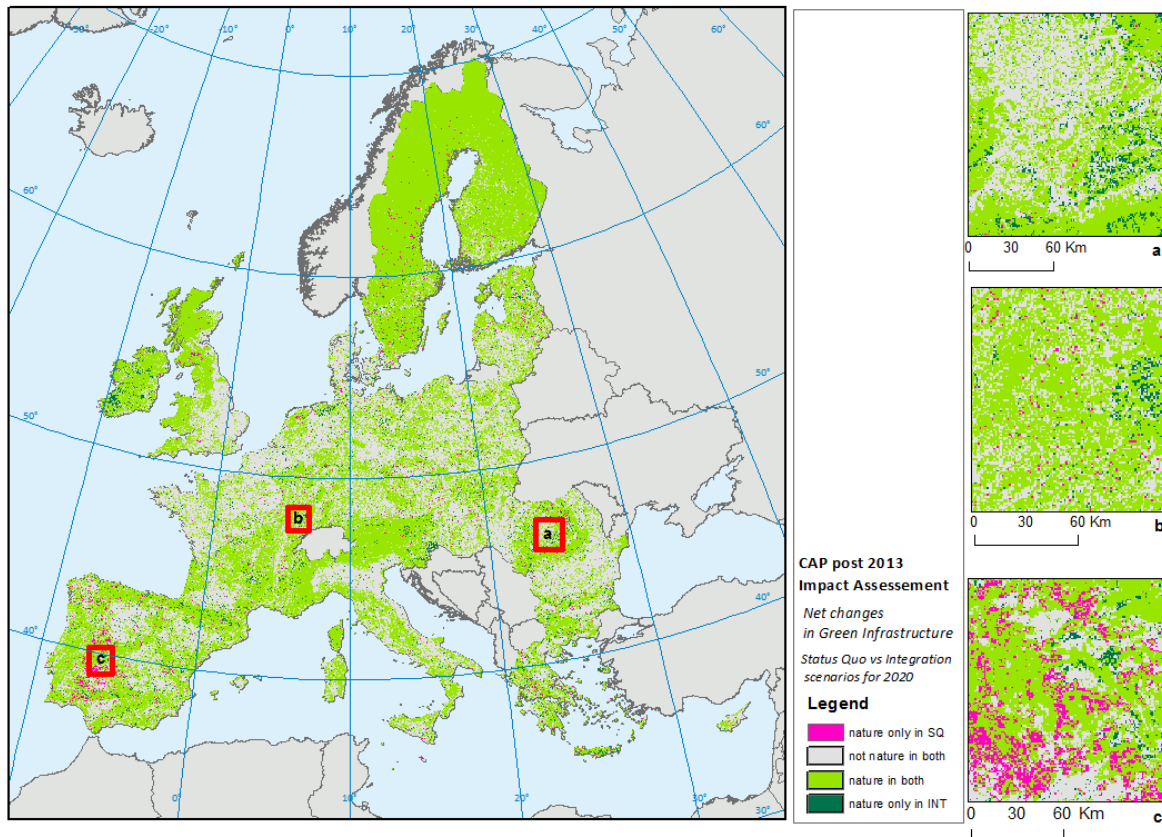 50° 40° 30° 20° 10° 0° 10° 20° 30° 40° 50° 60°
60°
60°
50°
50°
40°
40°
30°
0° 10° 20° 30°
a
b
c
CAP post 2013
Impact Assessement
Net changes
in Green Infrastructure
Status Quo vs Integration
scenarios for 2020
Legend
nature only in SQ
not nature in both
nature in both
nature only in INT
0 30 60 Km
a
0 30 60 Km
b
0 30 60 Km
c